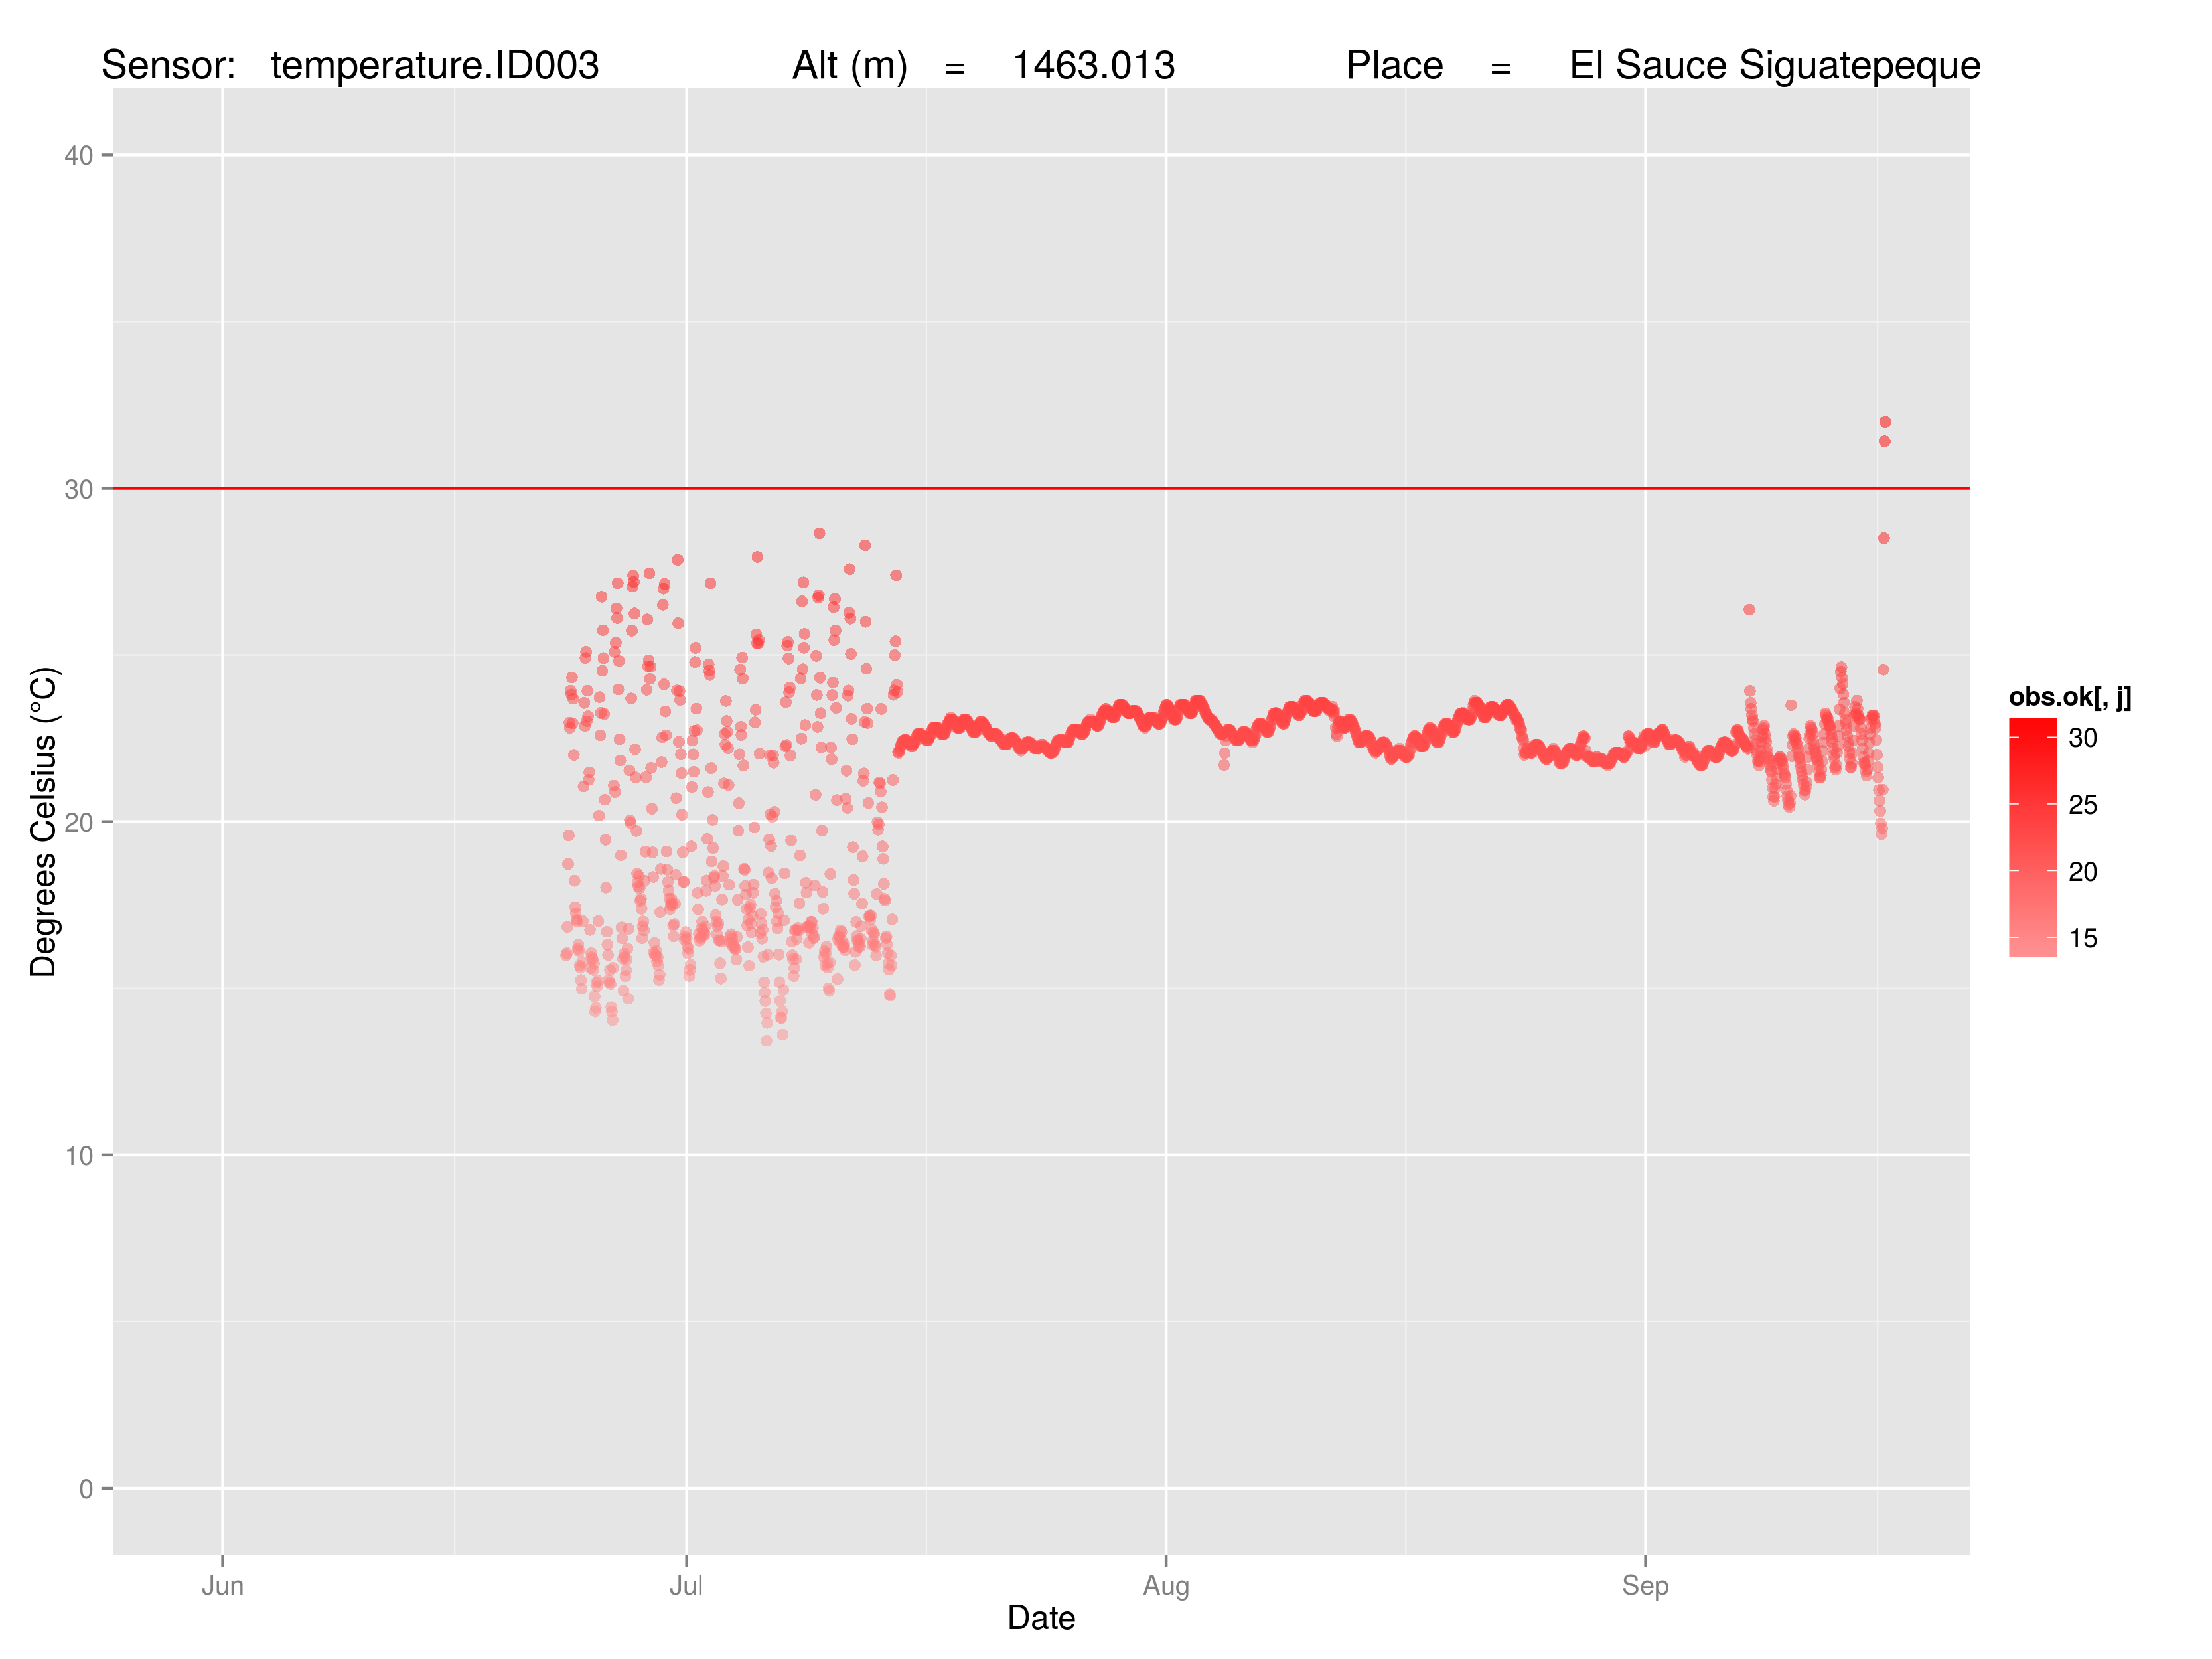 Sensor: temperature.ID003 Alt (m) = 1463.013 Place = El Sauce Siguatepeque
40
30
20
10
0
Degrees Celsius (°C)
Jun Jul Aug Sep
Date
obs.ok[, j]
30
25
20
15